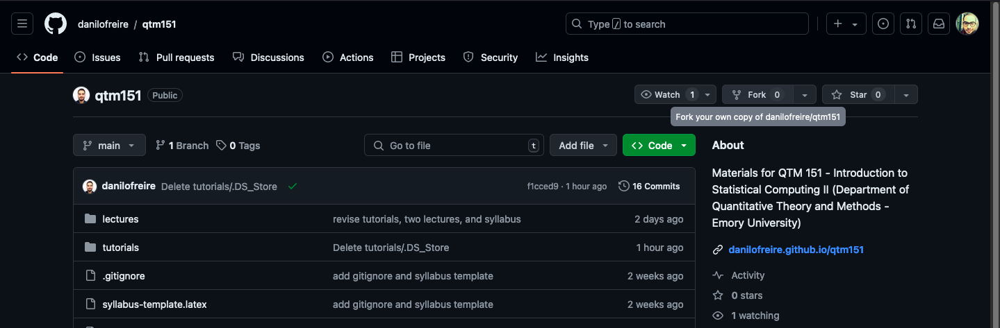 danilofreire / qtm151
Type / to search
Code Issues Pull requests Discussions Actions Projects Security Insights
qtm151 Public
Watch 1 Fork 0 Star 0
Fork your own copy of danilofreire/qtm151
main 1 Branch 0 Tags Go to file t Add file Code
About
Materials for QTM 151 - Introduction to
Statistical Computing II (Department of
Quantitative Theory and Methods -
Emory University)
danilofreire.github.io/qtm151
Activity
0 stars
1 watching
danilofreire Delete tutorials/.DS_Store f1cced9 · 1 hour ago 16 Commits
lectures revise tutorials, two lectures, and syllabus 2 days ago
tutorials Delete tutorials/.DS_Store 1 hour ago
.gitignore add gitignore and syllabus template 2 weeks ago
syllabus-template.latex add gitignore and syllabus template 2 weeks ago